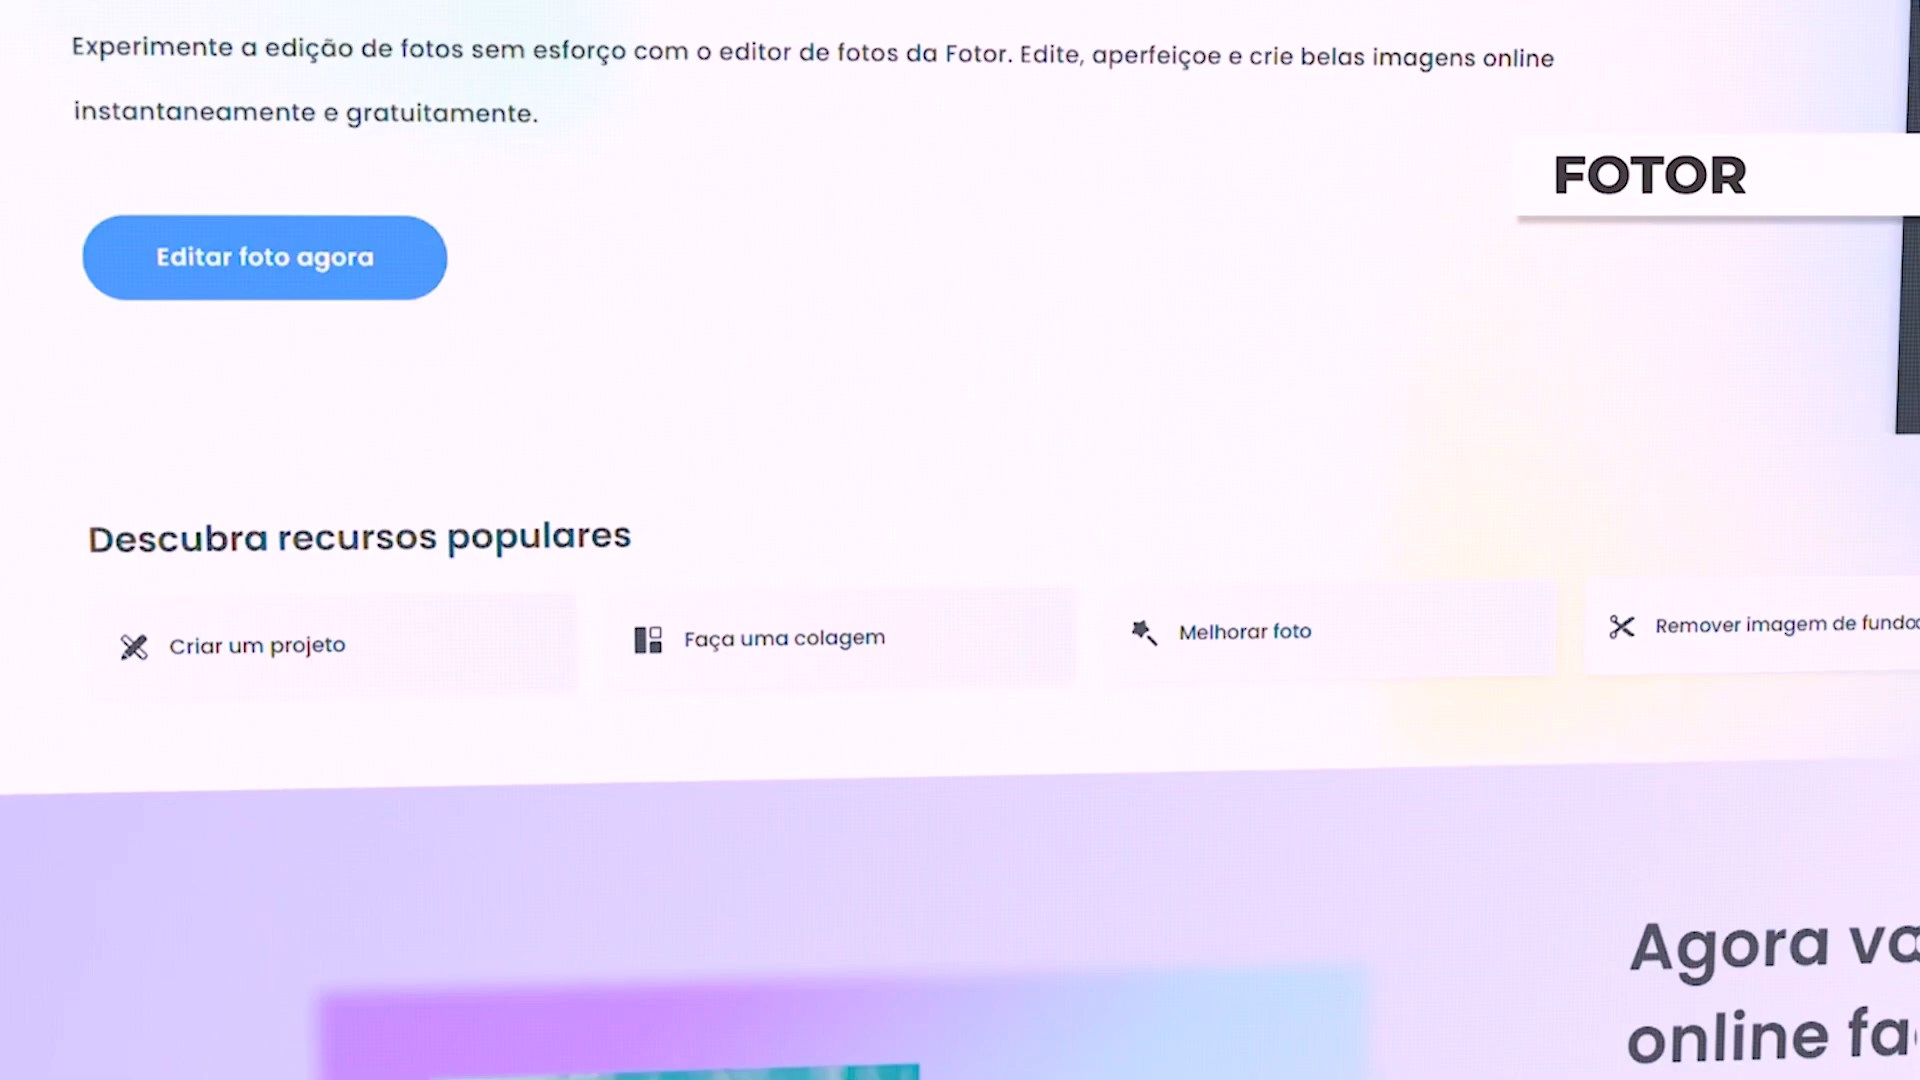 Experimente a edição de fotos sem esforço com o editor de fotos da Fotor. Edite, aperfeiçoe e crie belas imagens online
instantaneamente e gratuitamente.
FOTOR
Editar foto agora
Descubra recursos populares
Criar um projeto
Faça uma colagem
Melhorar foto
Remover imagem de fundo
Agora
online